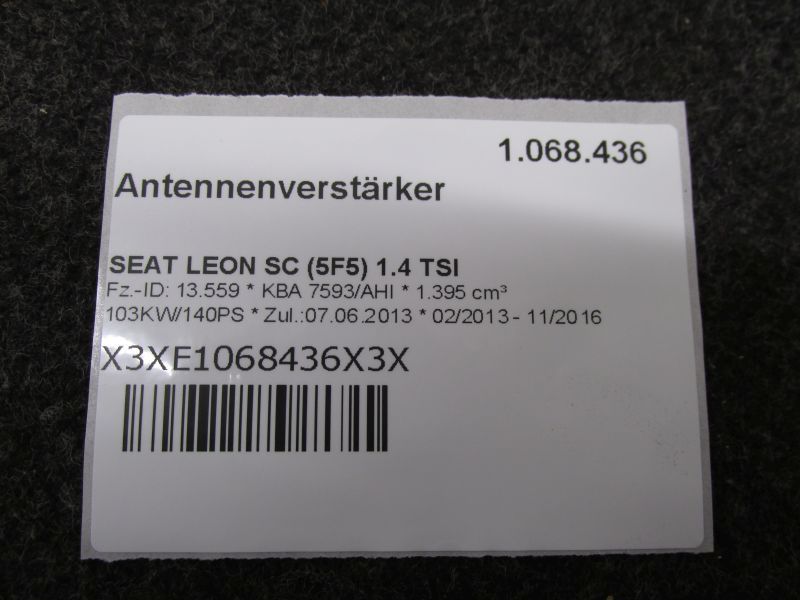 1.068.436
Antennenverstärker
SEAT LEON SC (5F5) 1.4 TSI
Fz.-ID: 13.559 * KBA 7593/AHI * 1.395 cm³
103KW/140PS * Zul.:07.06.2013 * 02/2013 - 11/2016
X3XE1068436X3X